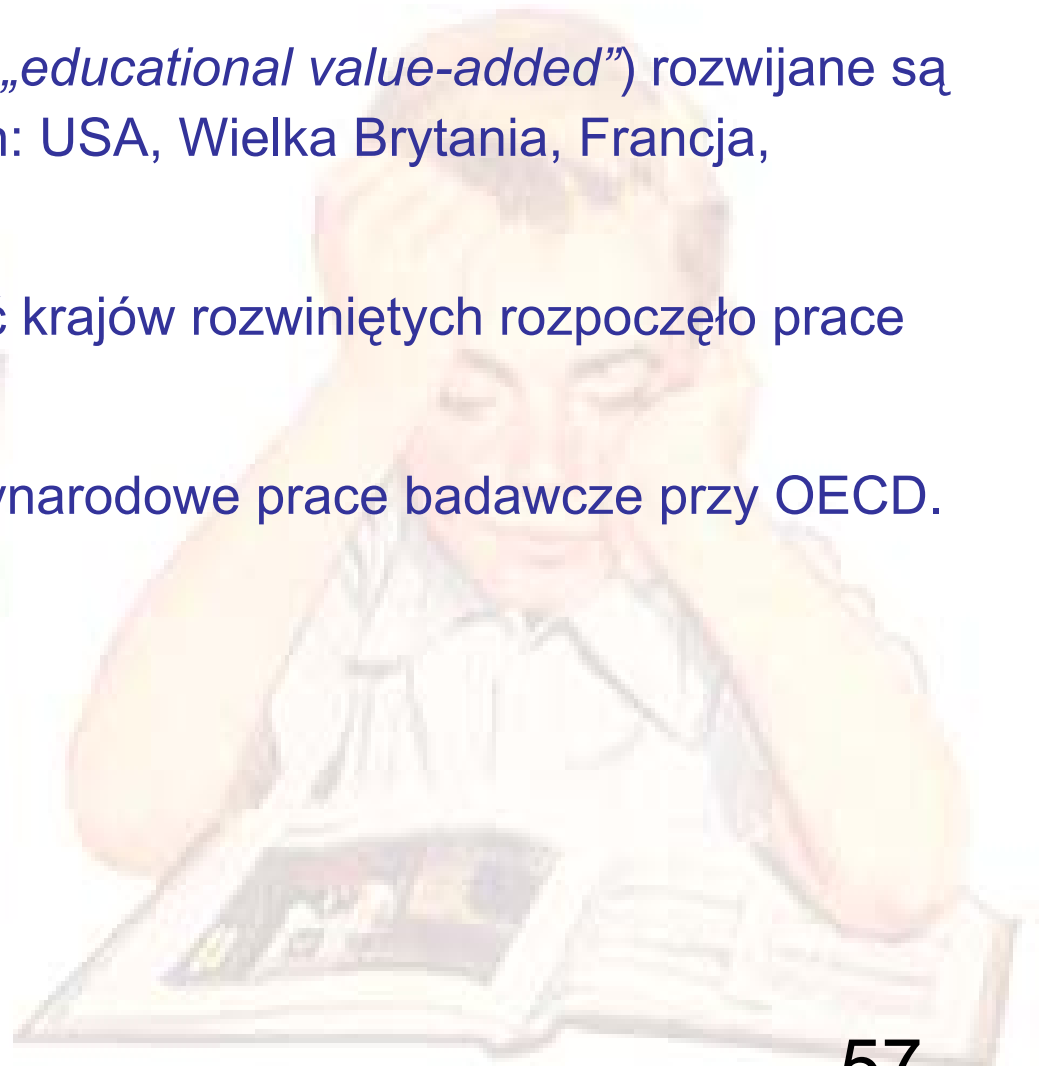 „educational value-added”) rozwijane są
: USA, Wielka Brytania, Francja,
krajów rozwiniętych rozpoczęło prace
ynarodowe prace badawcze przy OECD.
57